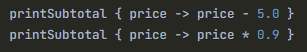 printSubtotal { price -> price - 5.0 }
printSubtotal { price -> price * 0.9 }